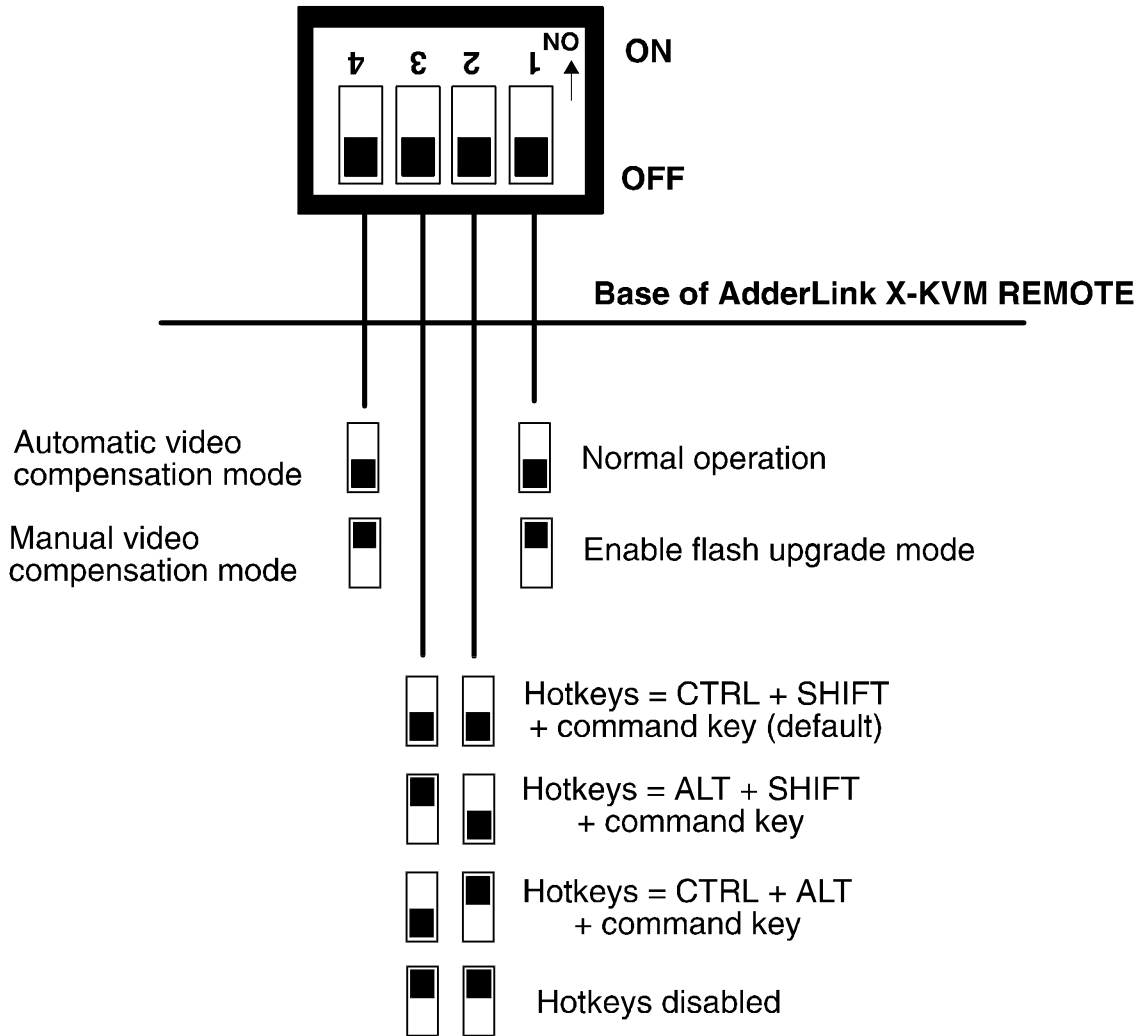 4 3 2 1 ON
ON
OFF
Base of AdderLink X-KVM REMOTE
Automatic video
compensation mode
Normal operation
Manual video
compensation mode
Enable flash upgrade mode
Hotkeys = CTRL + SHIFT
+ command key (default)
Hotkeys = ALT + SHIFT
+ command key
Hotkeys = CTRL + ALT
+ command key
Hotkeys disabled